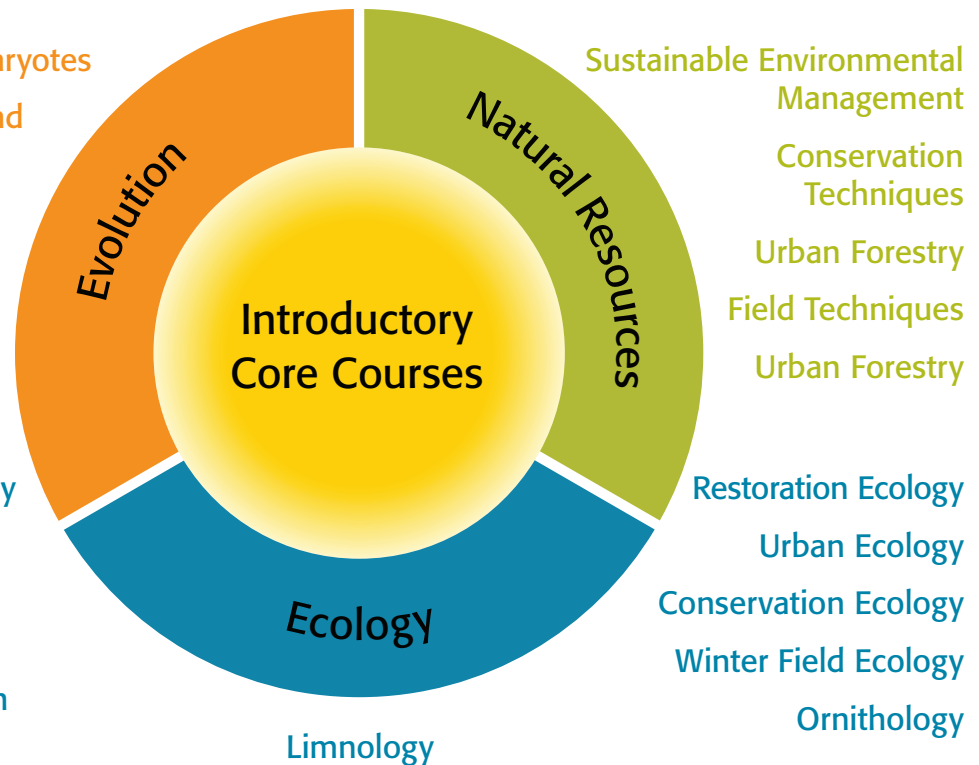 Evolution
Natural Resources
Introductory
Core Courses
Ecology
Sustainable Environmental
Management
Conservation
Techniques
Urban Forestry
Field Techniques
Urban Forestry
Restoration Ecology
Urban Ecology
Conservation Ecology
Winter Field Ecology
Ornithology
Limnology